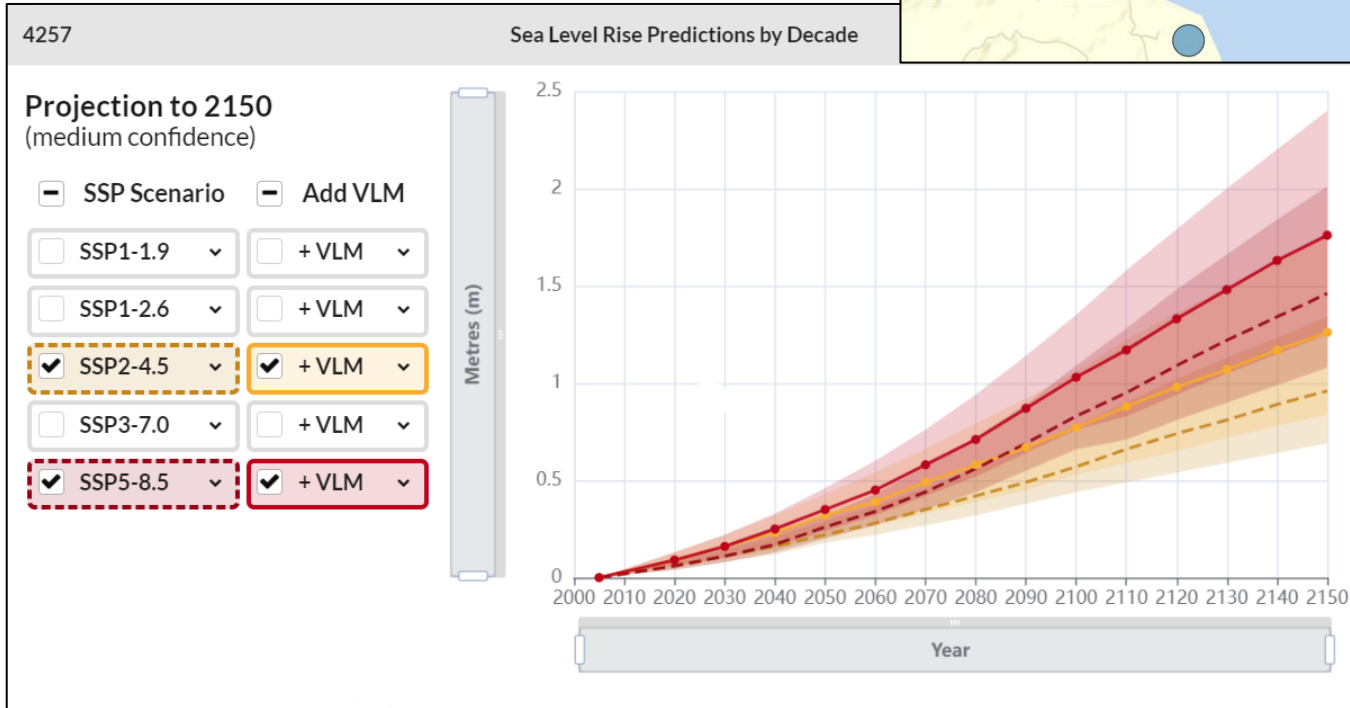 4257
Sea Level Rise Predictions by Decade
Projection to 2150
(medium confidence)
SSP Scenario Add VLM
SSP1-1.9 + VLM
SSP1-2.6 + VLM
SSP2-4.5 + VLM
SSP3-7.0 + VLM
SSP5-8.5 + VLM
Metres (m)
2.5
2
1.5
1
0.5
0
2000 2010 2020 2030 2040 2050 2060 2070 2080 2090 2100 2110 2120 2130 2140 2150
Year